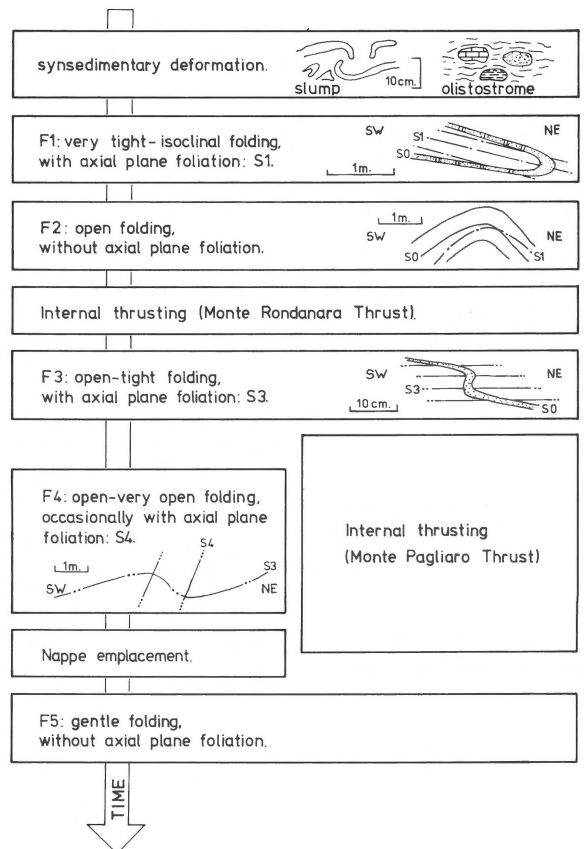 synsedimentary deformation.
slump
10cm.
olistostrome
F1: very tight-isoclinal folding,
with axial plane foliation: S1.
SW
NE
S1
S0
1m.
F2: open folding,
without axial plane foliation.
1m.
SW
NE
S0
S1
Internal thrusting (Monte Rondanara Thrust).
F3: open-tight folding,
with axial plane foliation: S3.
SW
NE
S3
10cm.
S0
F4: open-very open folding,
occasionally with axial plane
foliation: S4.
S4
1m.
S3
SW
NE
Internal thrusting
(Monte Pagliaro Thrust)
Nappe emplacement.
F5: gentle folding,
without axial plane foliation.
TIME